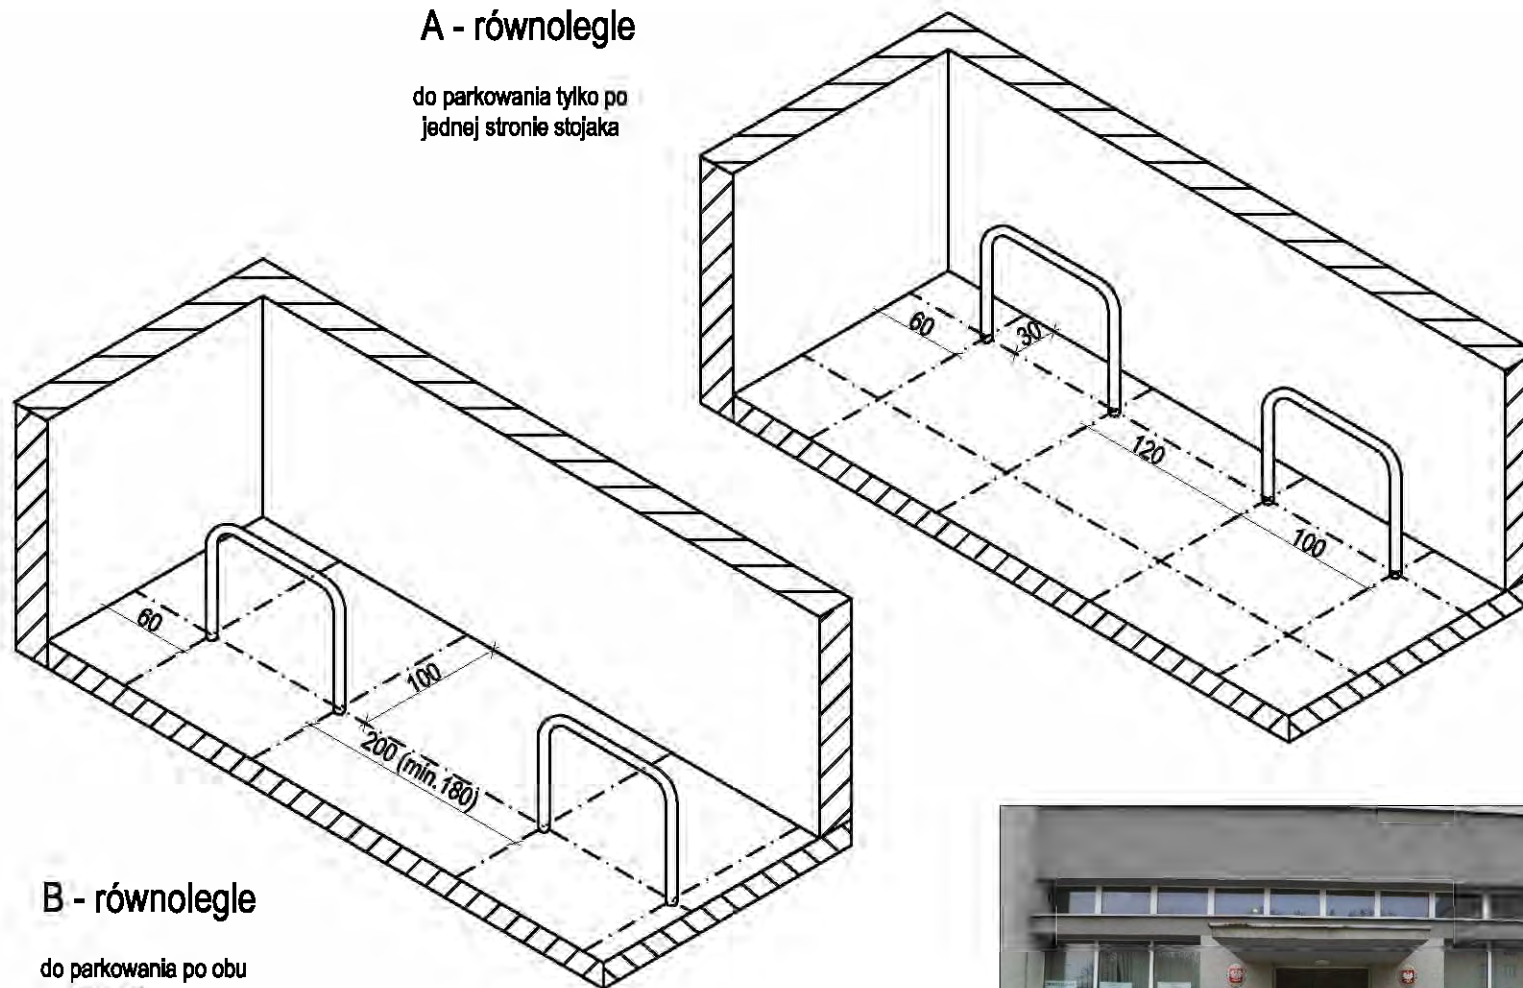 A - równolegle
do parkowania tylko po
jednej stronie stojaka
60
30
120
100
60
100
200 (min.180)
B - równolegle
do parkowania po obu